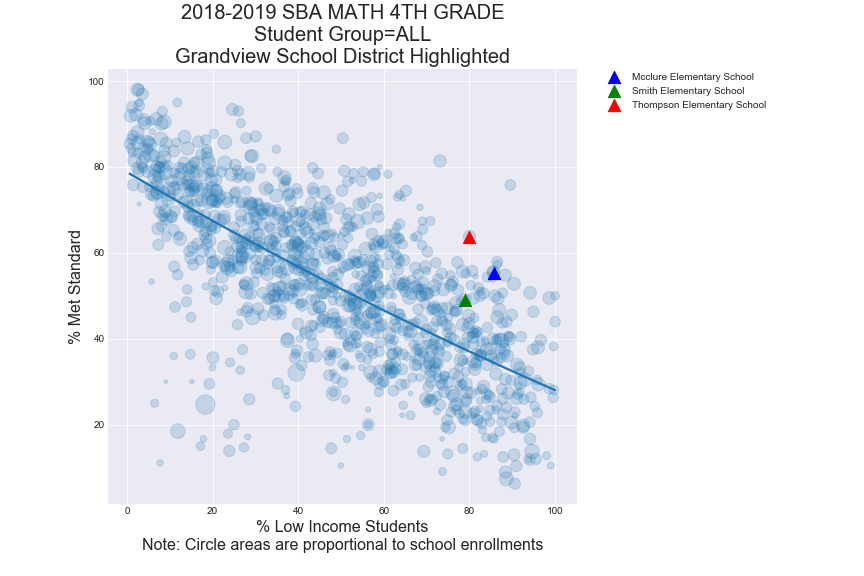 2018-2019 SBA MATH 4TH GRADE
Student Group=ALL
Grandview School District Highlighted
Mcclure Elementary School
Smith Elementary School
Thompson Elementary School
% Met Standard
100
80
60
40
20
0 20 40 60 80 100
% Low Income Students
Note: Circle areas are proportional to school enrollments